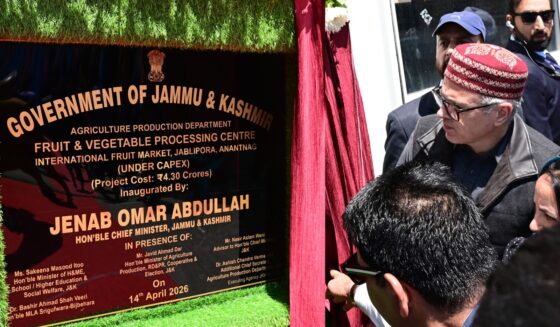 GOVERNMENT OF JAMMU & KASHMIR
AGRICULTURE PRODUCTION DEPARTMENT
FRUIT & VEGETABLE PROCESSING CENTRE
INTERNATIONAL FRUIT MARKET, JABLIPORA, ANANTNAG
(UNDER CAPEX)
(Project Cost: ₹4.30 Crores)
Inaugurated By:
JENAB OMAR ABDULLAH
HON'BLE CHIEF MINISTER, JAMMU & KASHMIR
IN PRESENCE OF:
Ms. Sakeena Masood Itoo
Hon'ble Minister of H&ME,
School / Higher Education &
Social Welfare, J&K
Dr. Bashir Ahmad Shah Veeri
Hon'ble MLA Srigufwara-Bijbehara
Mr. Javid Ahmad Dar
Hon'ble Minister of Agriculture
Production, RD&PR, Cooperative &
Election, J&K
On
14th April 2026
Mr. Nasir Aslam Wani
Advisor to Hon'ble Chief
Dr. Ashish Chandra Verma
Additional Chief
Agriculture Production
Executing Agency